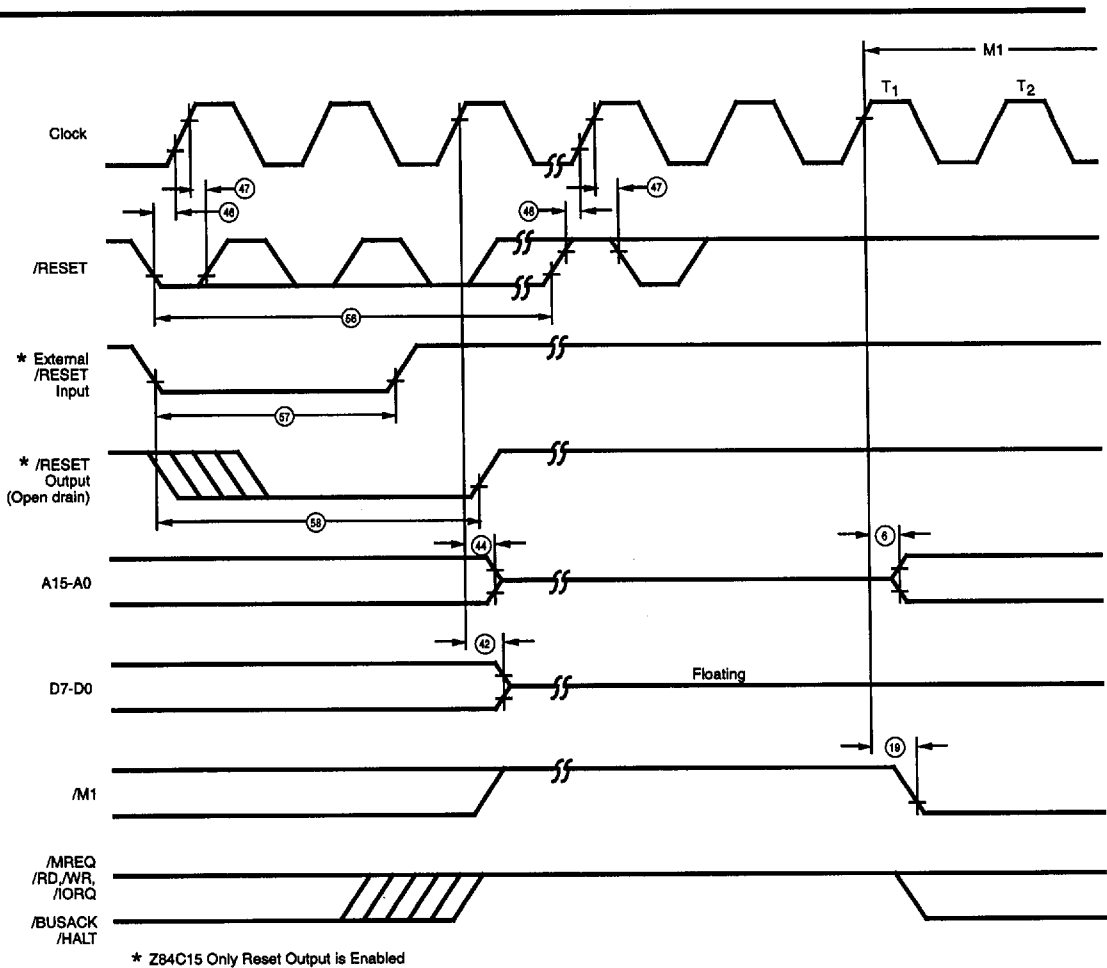 M1
T1 T2
Clock
47 47
46 46
/RESET
56
* External
/RESET
Input
57
* /RESET
Output
(Open drain)
58
44 6
A15-A0
42
Floating
D7-D0
19
/M1
/MREQ
/RD,/WR,
/IORQ
/BUSACK
/HALT
* Z84C15 Only Reset Output is Enabled